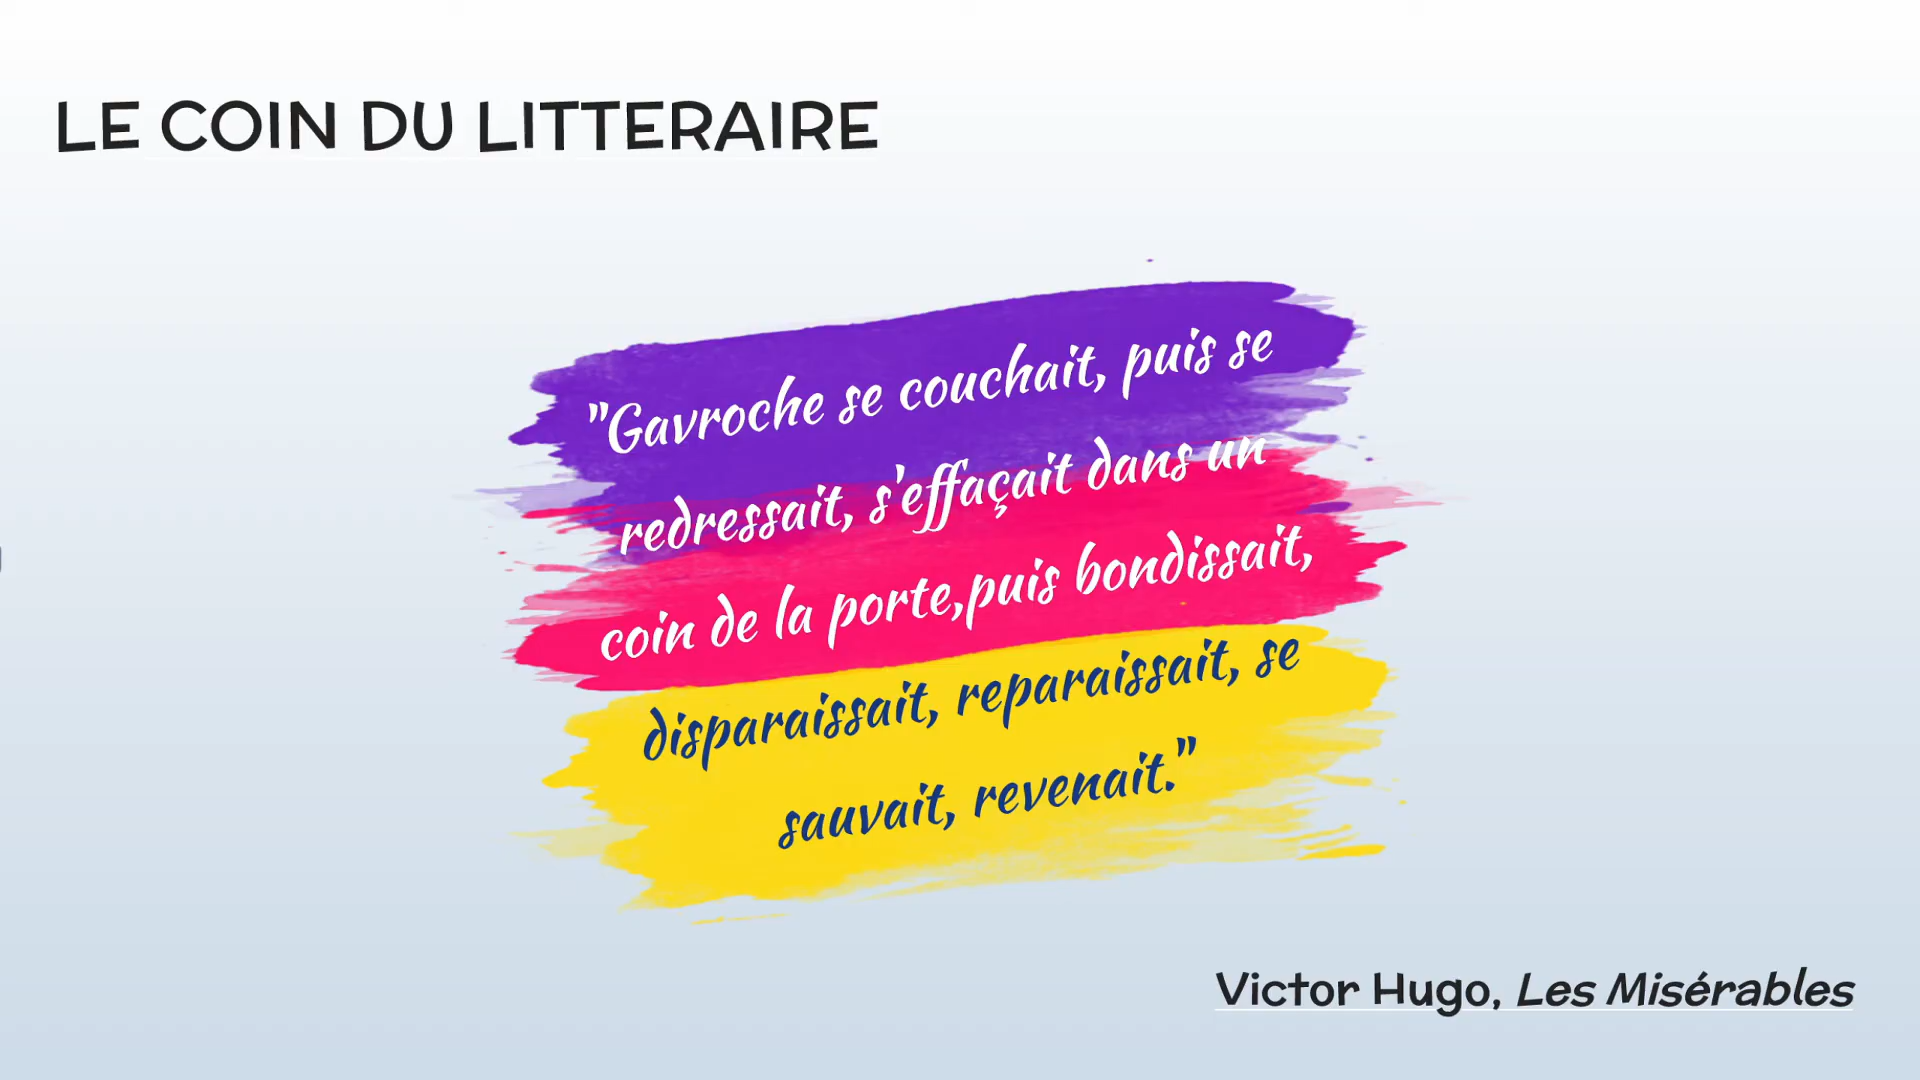 LE COIN DU LITTERAIRE
"Gavroche se couchait, puis se
redressait, s'effaçait dans un
coin de la porte,puis bondissait,
disparaissait, reparaissait, se
sauvait, revenait."
Victor Hugo, Les Misérables